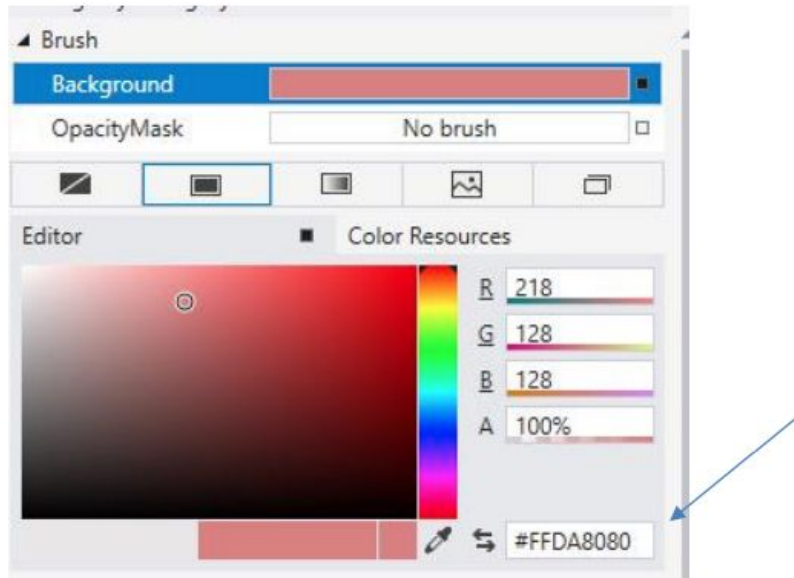 Brush
Background
OpacityMask No brush
Editor Color Resources
R 218
G 128
B 128
A 100%
#FFDA8080